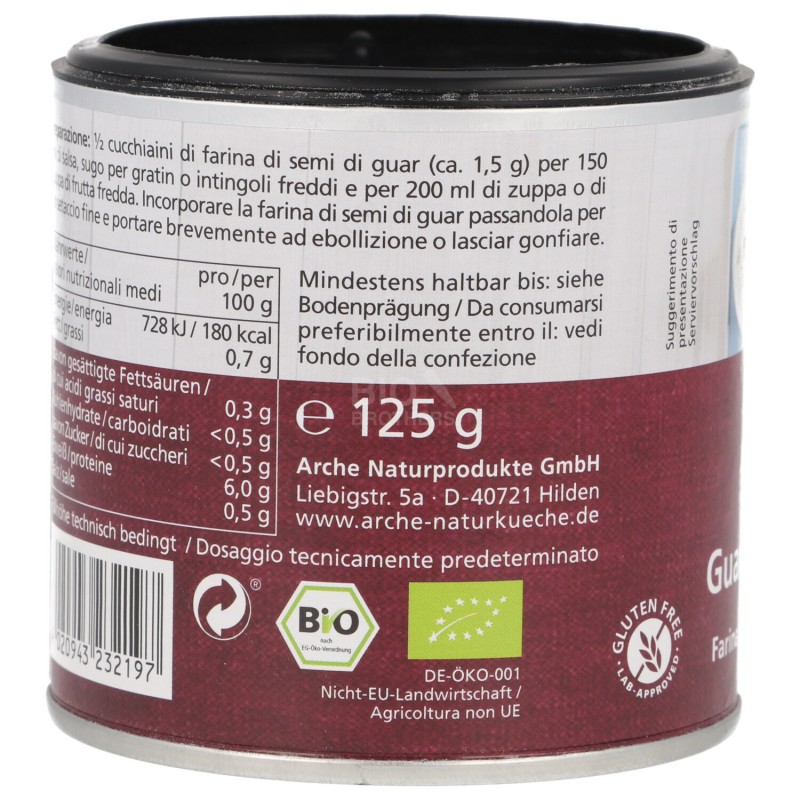 ½ cucchiaini di farina di semi di guar (ca. 1,5 g) per 150
salsa, sugo per gratin o intingoli freddi e per 200 ml di zuppa o di
di frutta fredda. Incorporare la farina di semi di guar passandola per
setaccio fine e portare brevemente ad ebollizione o lasciar gonfiare.
pro/per
nutrizionali medi 100 g
energia 728 kJ / 180 kcal
grassi 0,7 g
gesättigte Fettsäuren /
acidi grassi saturi 0,3 g
carboidrati <0,5 g
Zucker/di cui zuccheri <0,5 g
proteine 6,0 g
sale 0,5 g
technisch bedingt / Dosaggio tecnicamente predeterminato
Mindestens haltbar bis: siehe
Bodenprägung / Da consumarsi
preferibilmente entro il: vedi
fondo della confezione
Suggerimento di
presentazione
Serviervorschlag
BIO
BROTHERS
e 125 g
Arche Naturprodukte GmbH
Liebigstr. 5a · D-40721 Hilden
www.arche-naturkueche.de
020943 232197
®
Bio
nach
EG-Öko-Verordnung
DE-ÖKO-001
Nicht-EU-Landwirtschaft /
Agricoltura non UE
GLUTEN FREE
· LAB-APPROVED ·